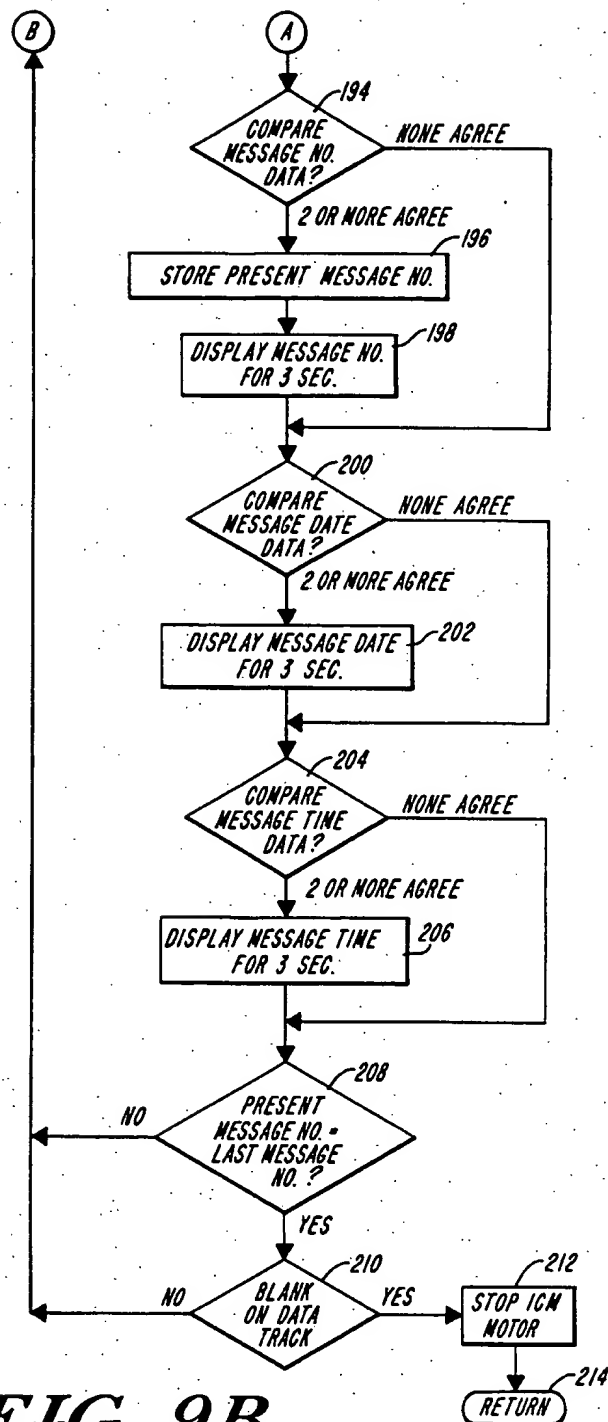 B
A
194
COMPARE
MESSAGE NO.
DATA?
NONE AGREE
2 OR MORE AGREE
196
STORE PRESENT MESSAGE NO.
198
DISPLAY MESSAGE NO.
FOR 3 SEC.
200
COMPARE
MESSAGE DATE
DATA?
NONE AGREE
2 OR MORE AGREE
202
DISPLAY MESSAGE DATE
FOR 3 SEC.
204
COMPARE
MESSAGE TIME
DATA?
NONE AGREE
2 OR MORE AGREE
206
DISPLAY MESSAGE TIME
FOR 3 SEC.
208
PRESENT
MESSAGE NO. =
LAST MESSAGE
NO. ?
NO
YES
210
BLANK
ON DATA
TRACK
NO
YES
212
STOP ICM
MOTOR
214
RETURN
FIG. 9B